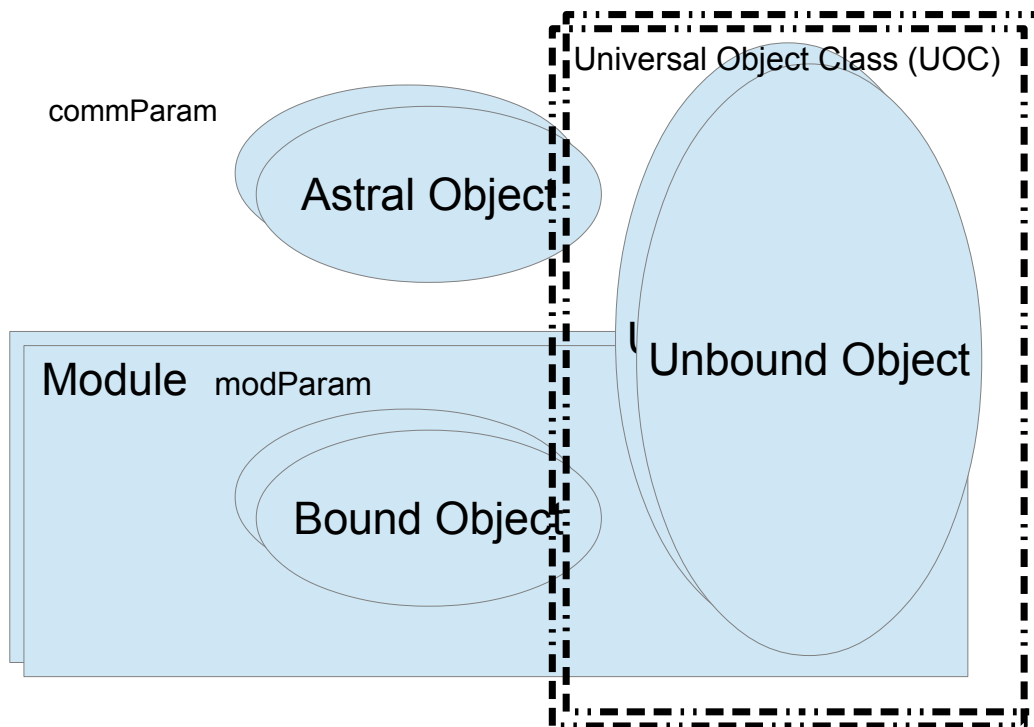 Universal Object Class (UOC)
commParam
Astral Object
Unbound Object
Module modParam
Bound Object